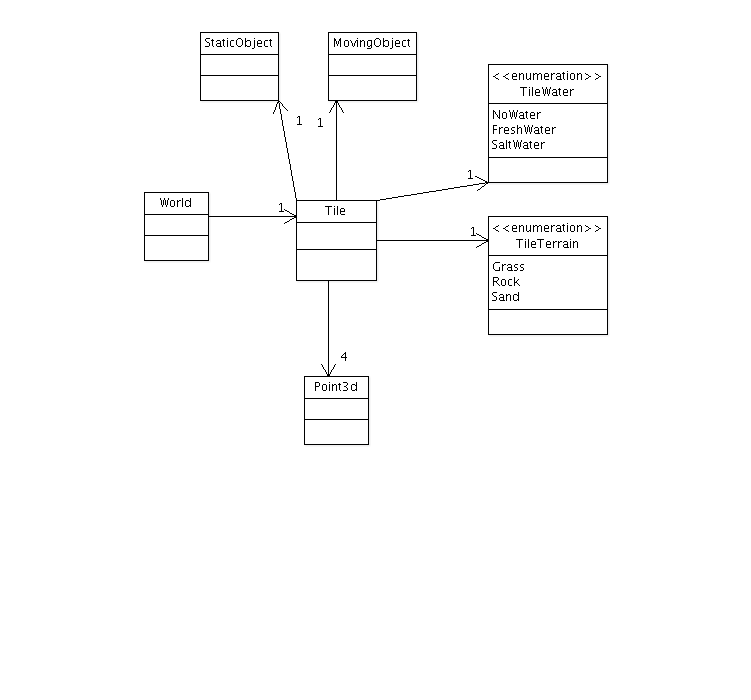 StaticObject
MovingObject
<<enumeration>>
TileWater
NoWater
FreshWater
SaltWater
1
1
1
World
1
Tile
1
<<enumeration>>
TileTerrain
Grass
Rock
Sand
4
Point3d